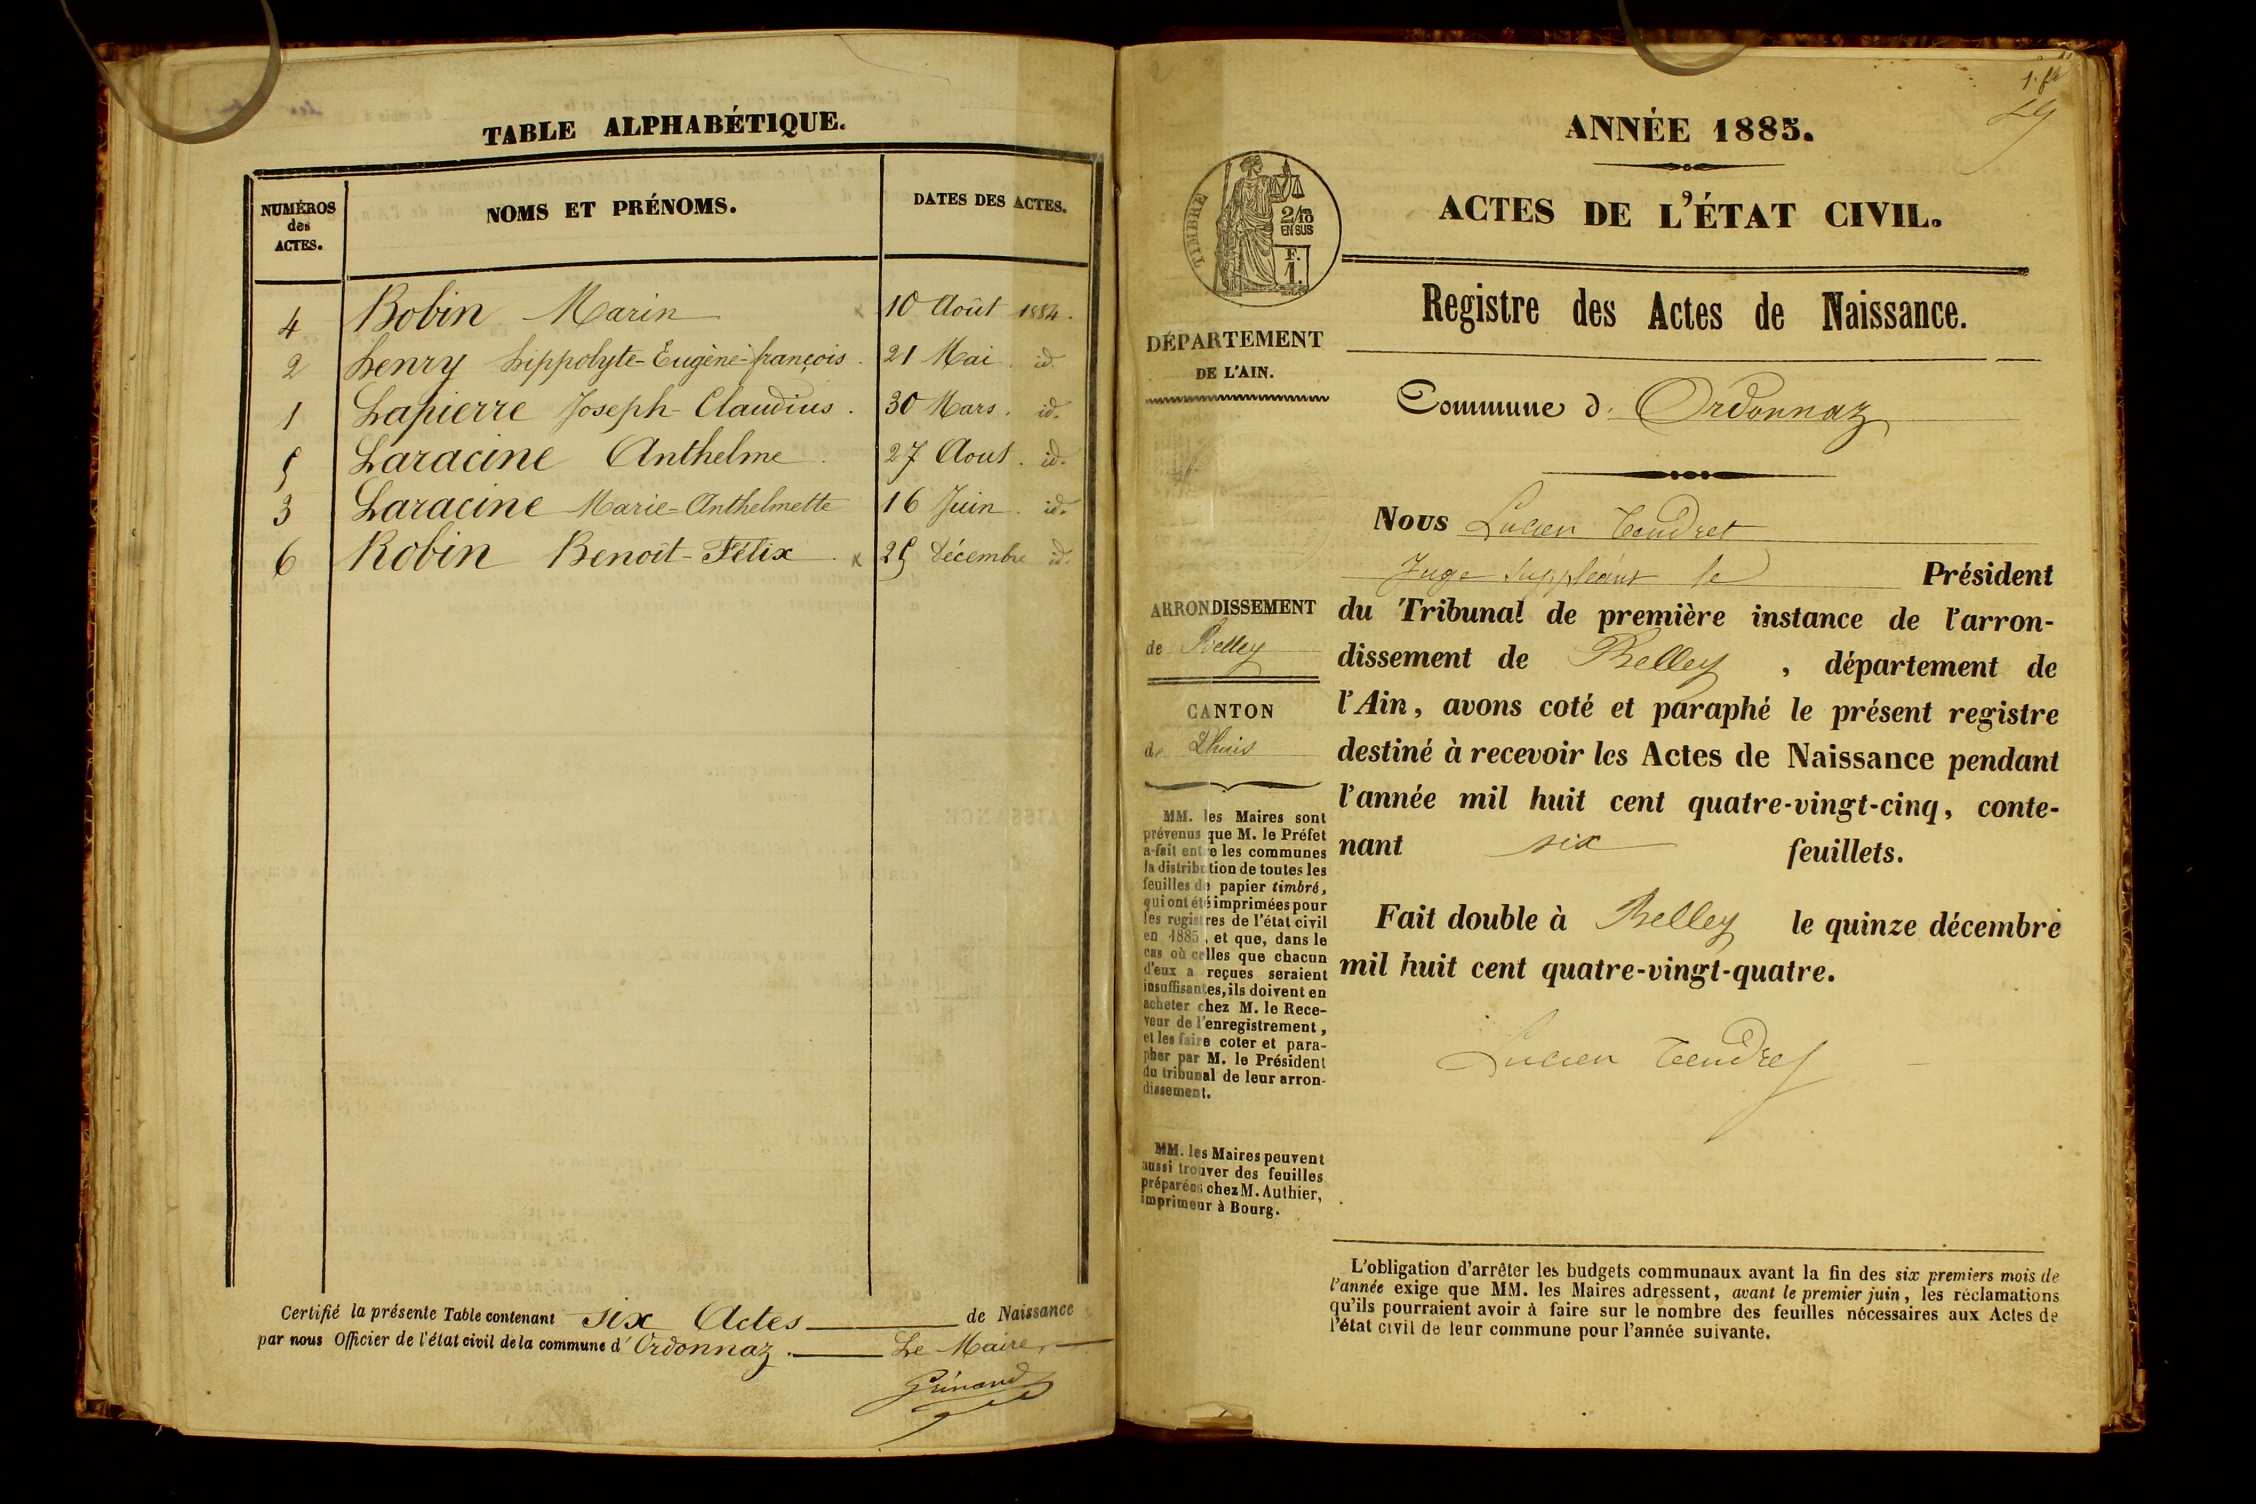 TABLE ALPHABÉTIQUE.
NUMÉROS des ACTES.
NOMS ET PRÉNOMS.
DATES DES ACTES.
4 Bobin Marin 10 Août 1884.
2 henry hippolyte-Eugène-françois. 21 Mai. id.
1 Lapierre Joseph-Claudius. 30 Mars. id.
5 Laracine Anthelme. 27 Aout. id.
3 Laracine Marie-Anthelmette 16 Juin. id.
6 Robin Benoit-Félix. x 25 Décembre id.
Certifié la présente Table contenant six Actes de Naissance
par nous Officier de l'état civil de la commune d'Ordonnaz. Le Maire,
ANNÉE 1885.
ACTES DE L'ÉTAT CIVIL.
TIMBRE
2/10
EN SUS
F.
1.
Registre des Actes de Naissance.
DÉPARTEMENT
DE L'AIN.
Commune d. Ordonnaz
Nous Lucien Tendret
Juge suppléant le Président
du Tribunal de première instance de l'arron-
dissement de Belley, département de
l'Ain, avons coté et paraphé le présent registre
destiné à recevoir les Actes de Naissance pendant
l'année mil huit cent quatre-vingt-cinq, conte-
nant six feuillets.
Fait double à Belley le quinze décembre
mil huit cent quatre-vingt-quatre.
Lucien Tendret
ARRONDISSEMENT
de Belley
CANTON
de Lhuis
MM. les Maires sont
prévenus que M. le Préfet
a fait entre les communes
la distribution de toutes les
feuilles de papier timbré,
qui ont été imprimées pour
les registres de l'état civil
en 1885, et que, dans le
cas où celles que chacun
d'eux a reçues seraient
insuffisantes, ils doivent en
acheter chez M. le Rece-
veur de l'enregistrement,
et les faire coter et para-
pher par M. le Président
du tribunal de leur arron-
dissement.
MM. les Maires peuvent
aussi trouver des feuilles
préparées chez M. Authier,
imprimeur à Bourg.
L'obligation d'arrêter les budgets communaux avant la fin des six premiers mois de
l'année exige que MM. les Maires adressent, avant le premier juin, les réclamations
qu'ils pourraient avoir à faire sur le nombre des feuilles nécessaires aux Actes de
l'état civil de leur commune pour l'année suivante.